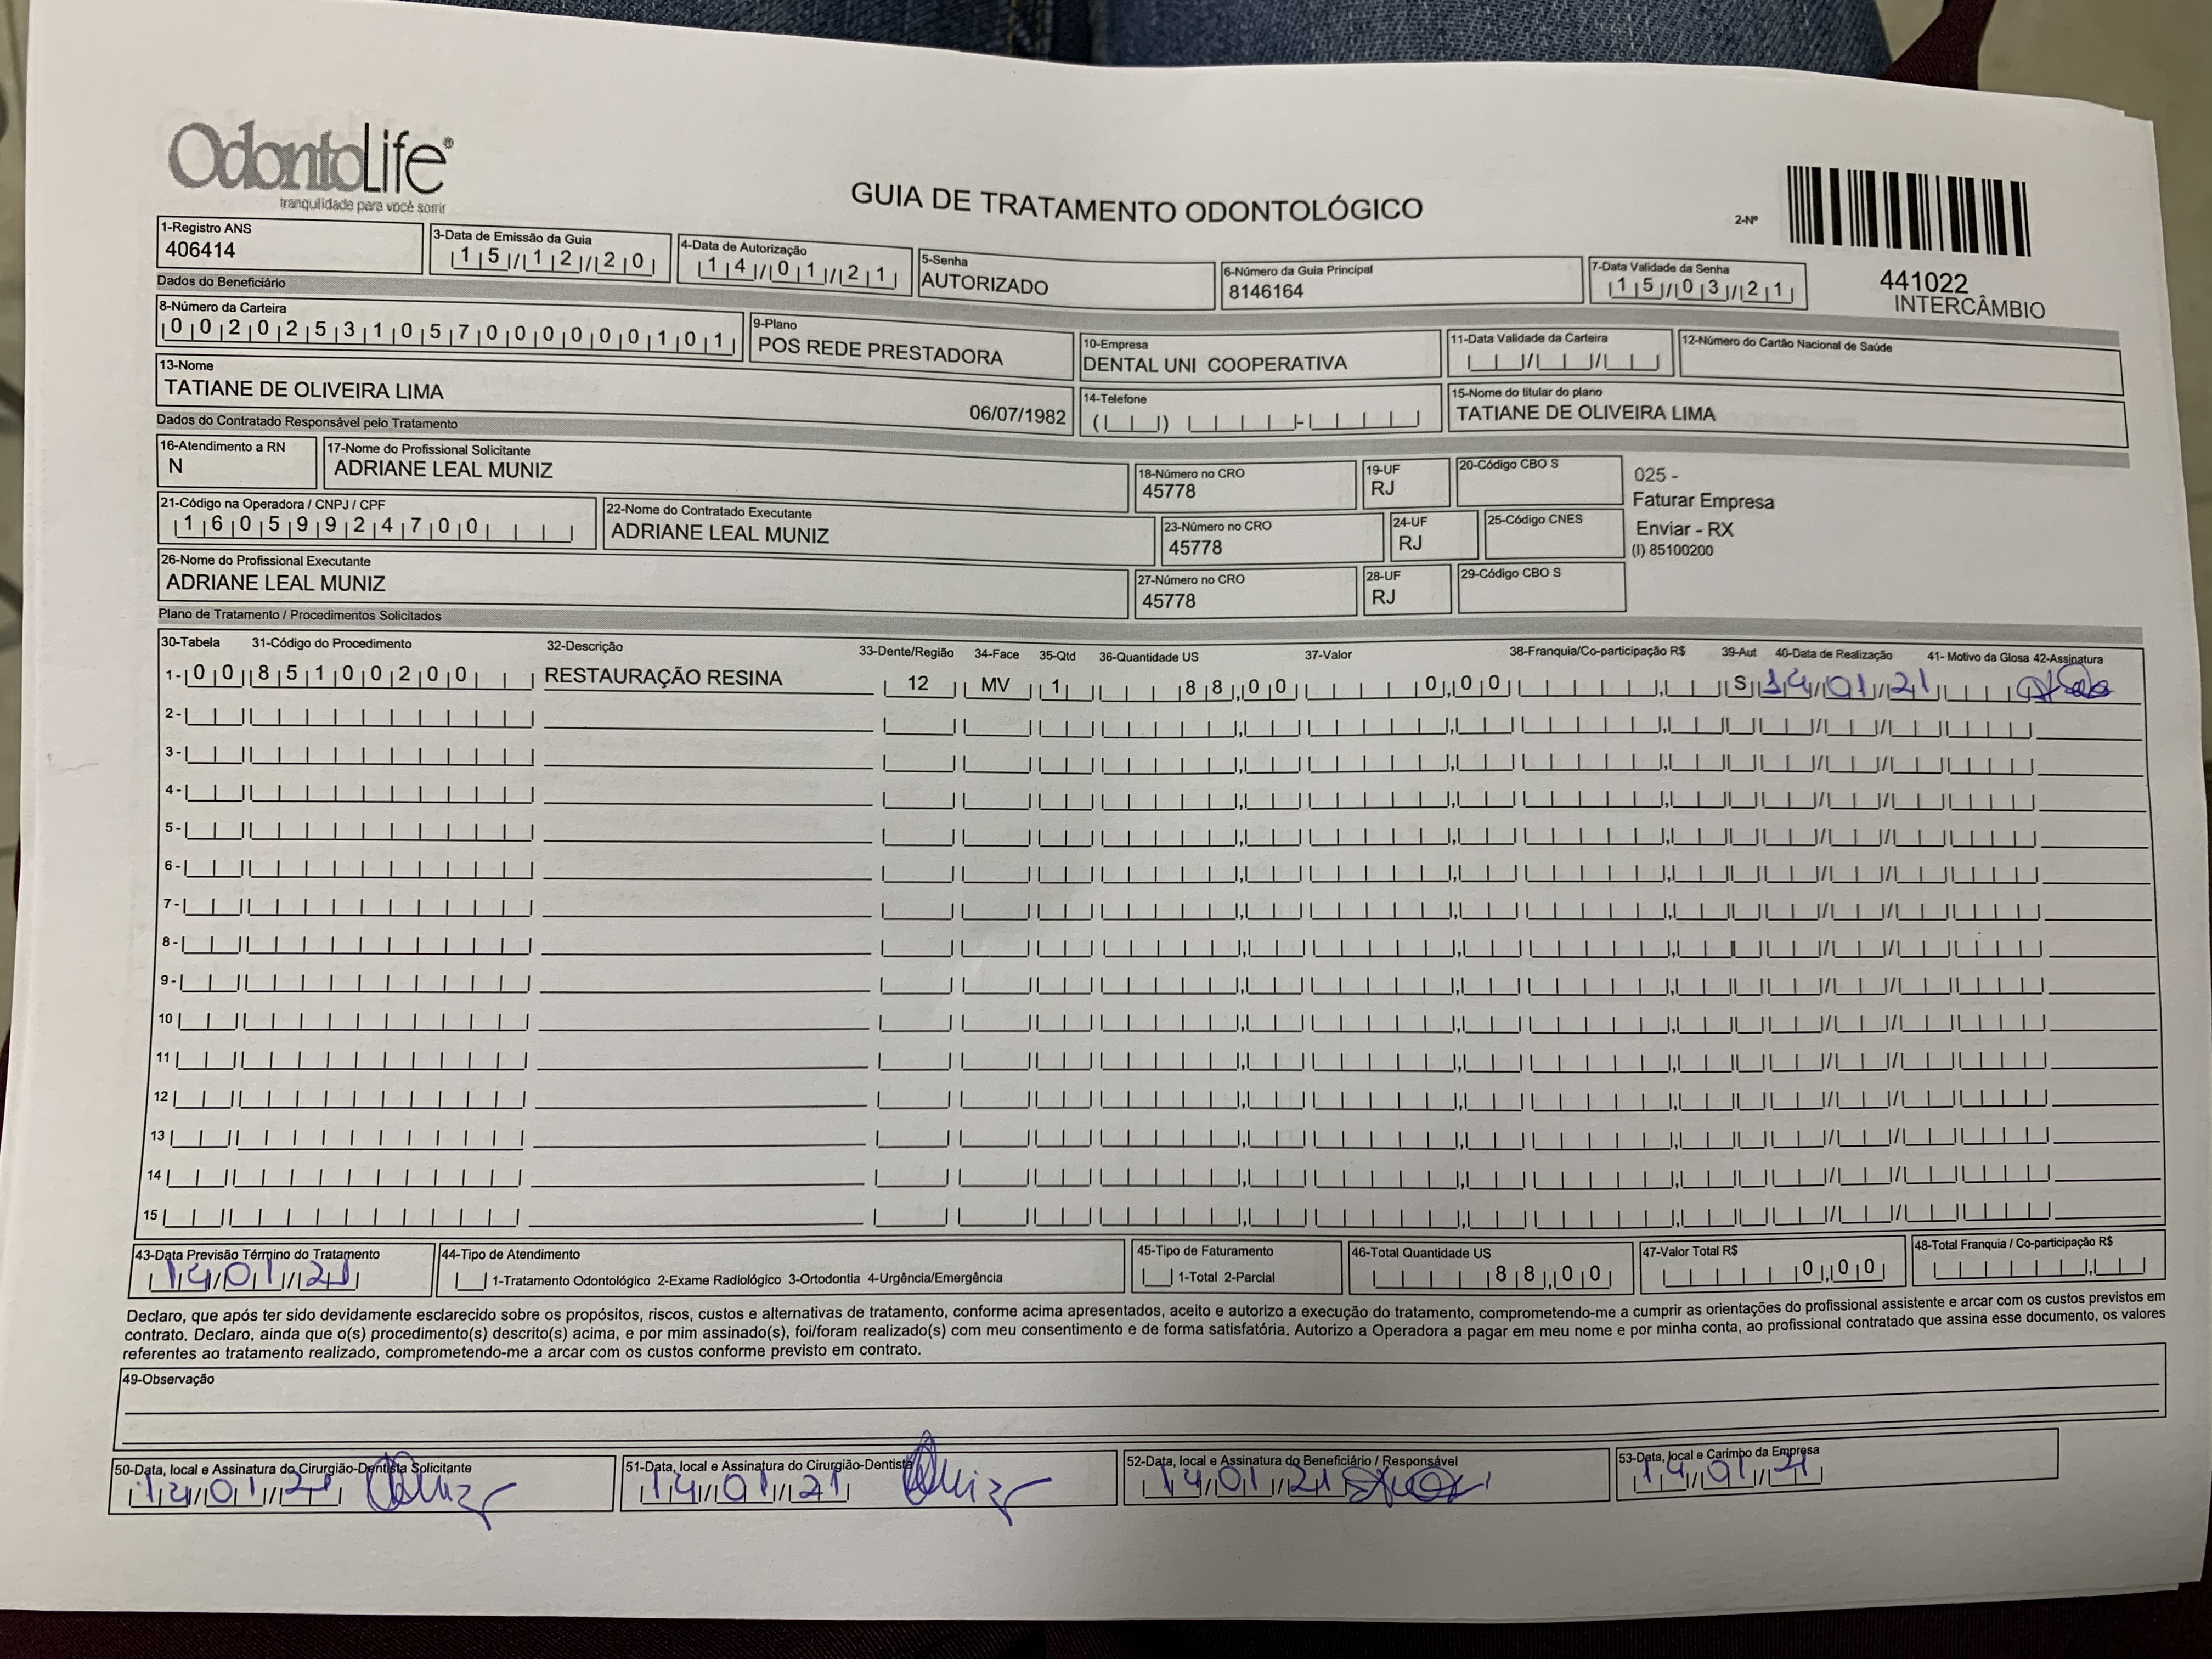 OdontoLife®
tranquilidade para você sorrir
GUIA DE TRATAMENTO ODONTOLÓGICO
2-Nº
441022
INTERCÂMBIO
1-Registro ANS
406414
3-Data de Emissão da Guia
15/12/20
4-Data de Autorização
14/01/21
5-Senha
AUTORIZADO
6-Número da Guia Principal
8146164
7-Data Validade da Senha
15/03/21
Dados do Beneficiário
8-Número da Carteira
00202531057000000101
9-Plano
POS REDE PRESTADORA
10-Empresa
DENTAL UNI COOPERATIVA
11-Data Validade da Carteira
12-Número do Cartão Nacional de Saúde
13-Nome
TATIANE DE OLIVEIRA LIMA
06/07/1982
14-Telefone
15-Nome do titular do plano
TATIANE DE OLIVEIRA LIMA
Dados do Contratado Responsável pelo Tratamento
16-Atendimento a RN
N
17-Nome do Profissional Solicitante
ADRIANE LEAL MUNIZ
18-Número no CRO
45778
19-UF
RJ
20-Código CBO S
025 -
Faturar Empresa
Enviar - RX
(I) 85100200
21-Código na Operadora / CNPJ / CPF
16059924700
22-Nome do Contratado Executante
ADRIANE LEAL MUNIZ
23-Número no CRO
45778
24-UF
RJ
25-Código CNES
26-Nome do Profissional Executante
ADRIANE LEAL MUNIZ
27-Número no CRO
45778
28-UF
RJ
29-Código CBO S
Plano de Tratamento / Procedimentos Solicitados
30-Tabela 31-Código do Procedimento 32-Descrição 33-Dente/Região 34-Face 35-Qtd 36-Quantidade US 37-Valor 38-Franquia/Co-participação R$ 39-Aut 40-Data de Realização 41- Motivo da Glosa 42-Assinatura
1- 00 85100200 RESTAURAÇÃO RESINA 12 MV 1 88,00 0,00 S 14/01/21
2-
3-
4-
5-
6-
7-
8-
9-
10
11
12
13
14
15
43-Data Previsão Término do Tratamento
14/01/21
44-Tipo de Atendimento
1-Tratamento Odontológico 2-Exame Radiológico 3-Ortodontia 4-Urgência/Emergência
45-Tipo de Faturamento
1-Total 2-Parcial
46-Total Quantidade US
88,00
47-Valor Total R$
0,00
48-Total Franquia / Co-participação R$
Declaro, que após ter sido devidamente esclarecido sobre os propósitos, riscos, custos e alternativas de tratamento, conforme acima apresentados, aceito e autorizo a execução do tratamento, comprometendo-me a cumprir as orientações do profissional assistente e arcar com os custos previstos em
contrato. Declaro, ainda que o(s) procedimento(s) descrito(s) acima, e por mim assinado(s), foi/foram realizado(s) com meu consentimento e de forma satisfatória. Autorizo a Operadora a pagar em meu nome e por minha conta, ao profissional contratado que assina esse documento, os valores
referentes ao tratamento realizado, comprometendo-me a arcar com os custos conforme previsto em contrato.
49-Observação
50-Data, local e Assinatura do Cirurgião-Dentista Solicitante
14/01/21
51-Data, local e Assinatura do Cirurgião-Dentista
14/01/21
52-Data, local e Assinatura do Beneficiário / Responsável
14/01/21
53-Data, local e Carimbo da Empresa
14/01/21